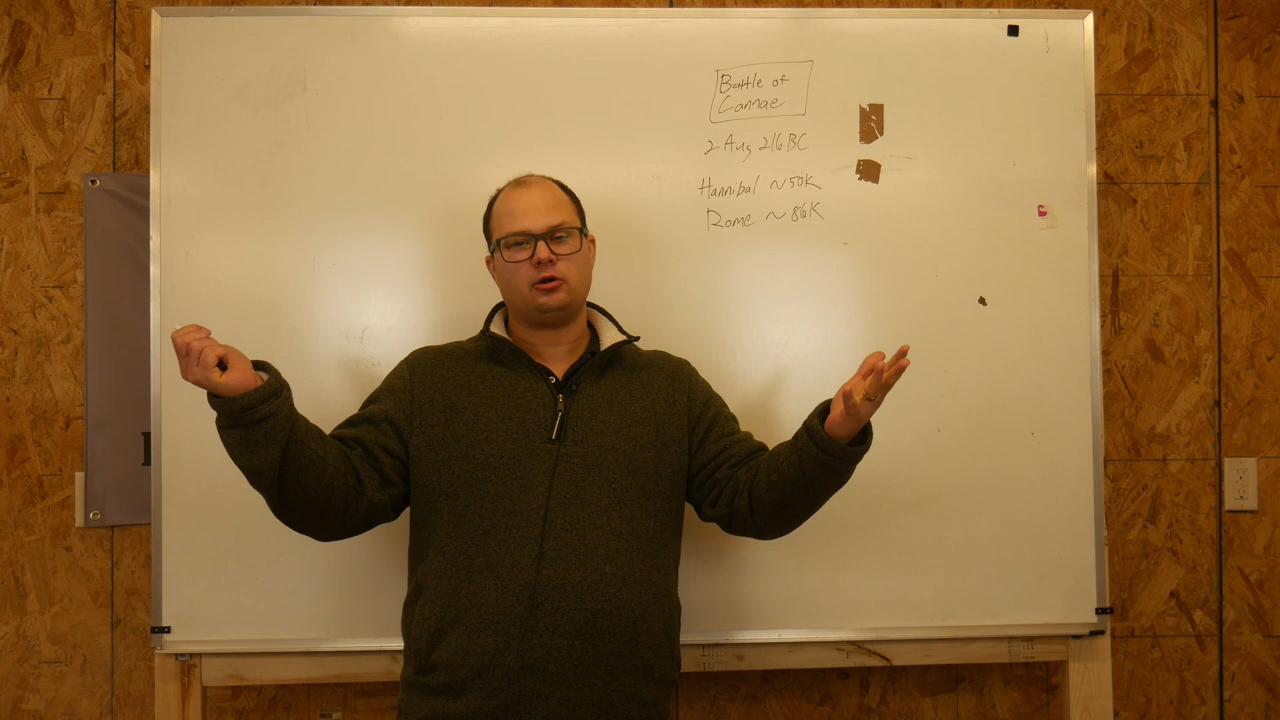 Battle of
Cannae
2 Aug 216 BC
Hannibal ~50K
Rome ~86K